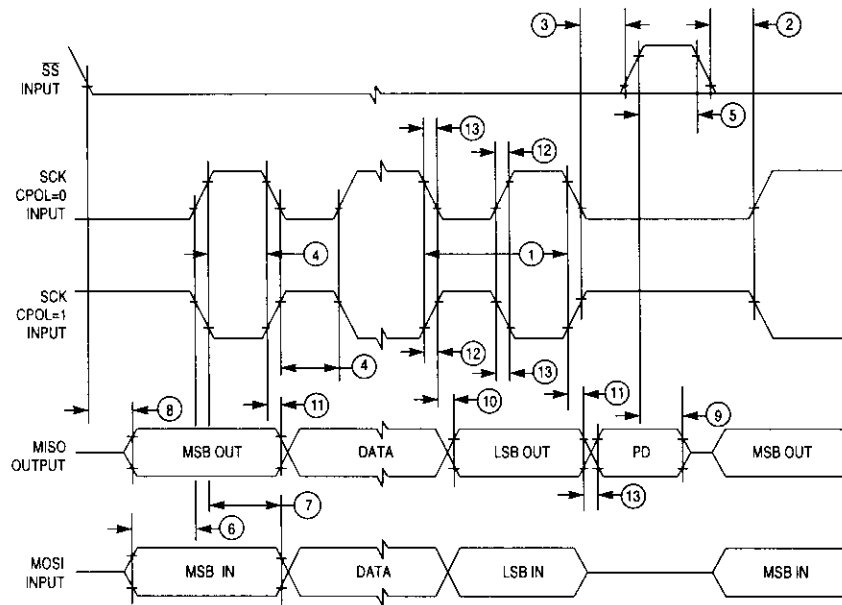 3
2
S̅S̅
INPUT
5
13
12
SCK
CPOL=0
INPUT
4
1
SCK
CPOL=1
INPUT
12
4
13
8
11
10
11
9
MISO
OUTPUT
MSB OUT
DATA
LSB OUT
PD
MSB OUT
7
13
6
MOSI
INPUT
MSB IN
DATA
LSB IN
MSB IN